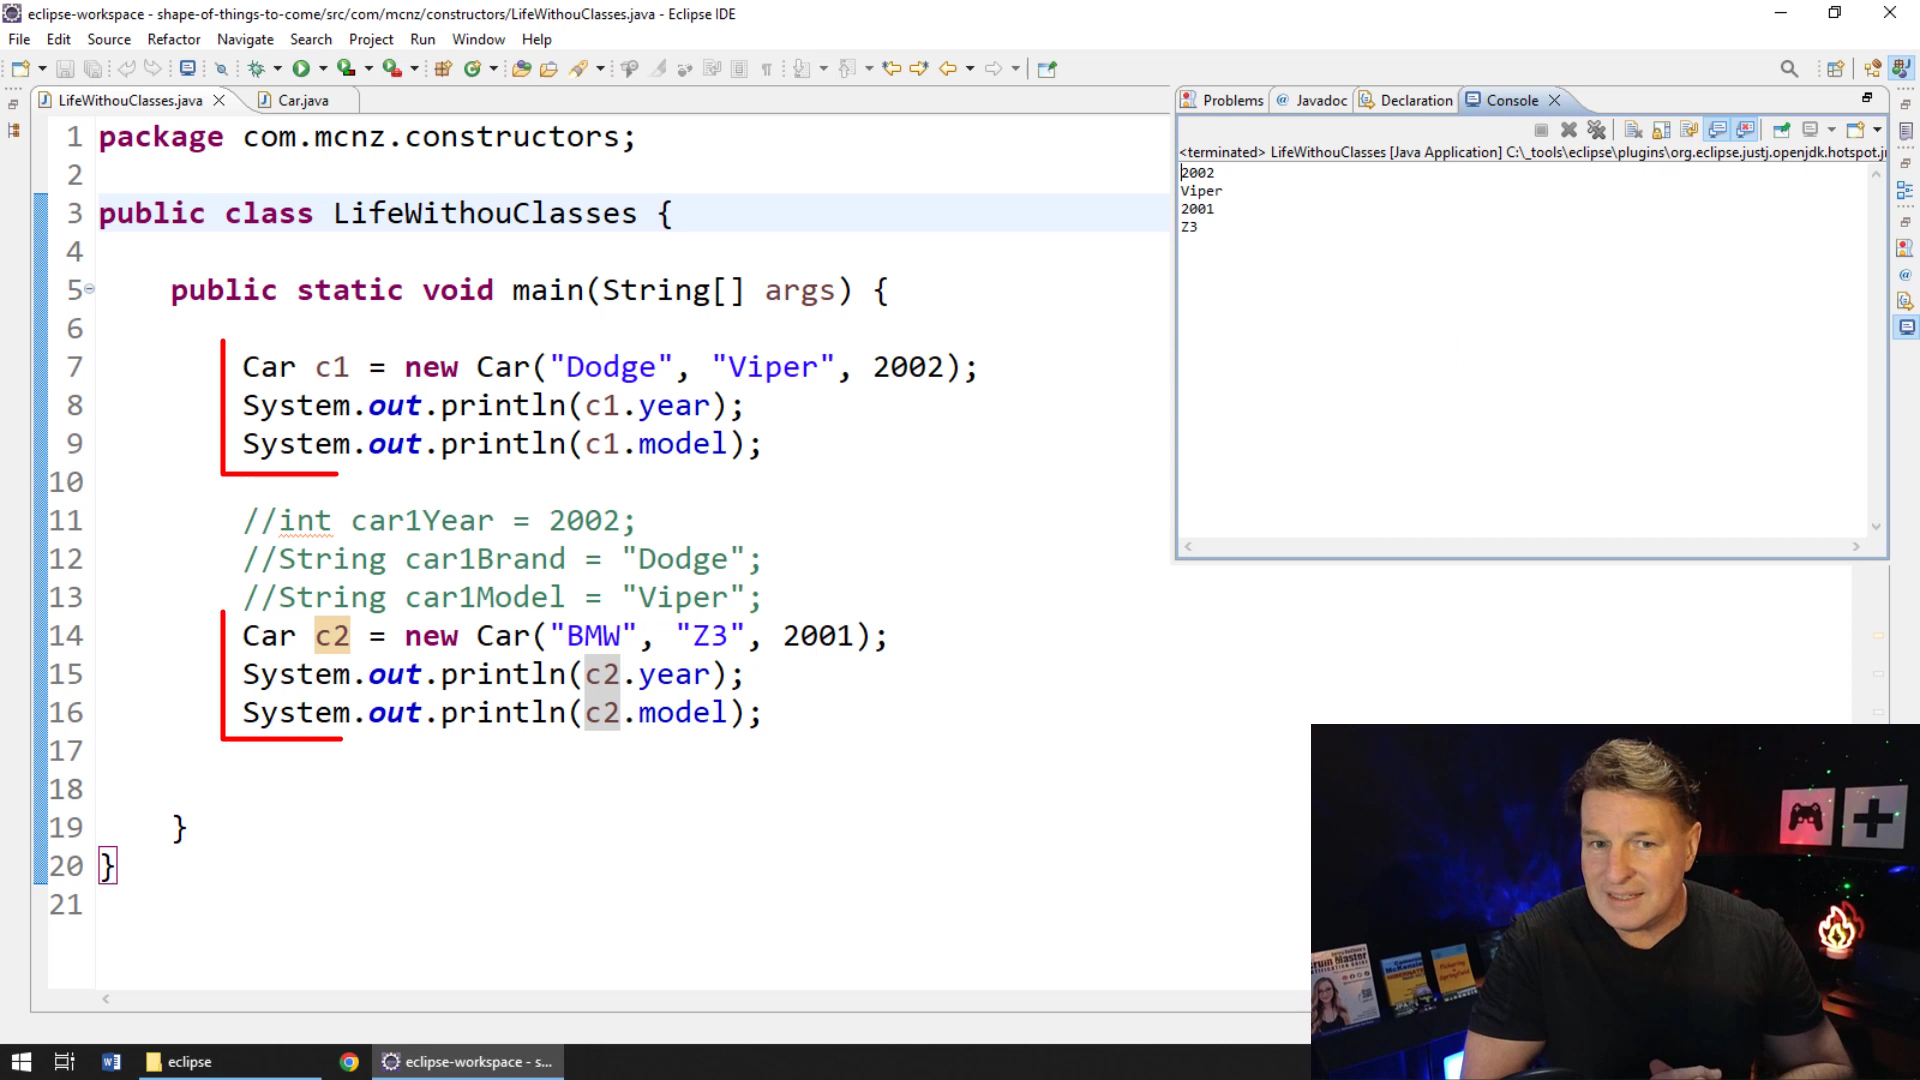 eclipse-workspace - shape-of-things-to-come/src/com/mcnz/constructors/LifeWithouClasses.java - Eclipse IDE
File Edit Source Refactor Navigate Search Project Run Window Help
LifeWithouClasses.java
Car.java
Problems
Javadoc
Declaration
Console
<terminated> LifeWithouClasses [Java Application] C:\_tools\eclipse\plugins\org.eclipse.justj.openjdk.hotspot.jr
2002
Viper
2001
Z3
1 package com.mcnz.constructors;
2
3 public class LifeWithouClasses {
4
5 public static void main(String[] args) {
6
7 Car c1 = new Car("Dodge", "Viper", 2002);
8 System.out.println(c1.year);
9 System.out.println(c1.model);
10
11 //int car1Year = 2002;
12 //String car1Brand = "Dodge";
13 //String car1Model = "Viper";
14 Car c2 = new Car("BMW", "Z3", 2001);
15 System.out.println(c2.year);
16 System.out.println(c2.model);
17
18
19 }
20 }
21
eclipse
eclipse-workspace - s...